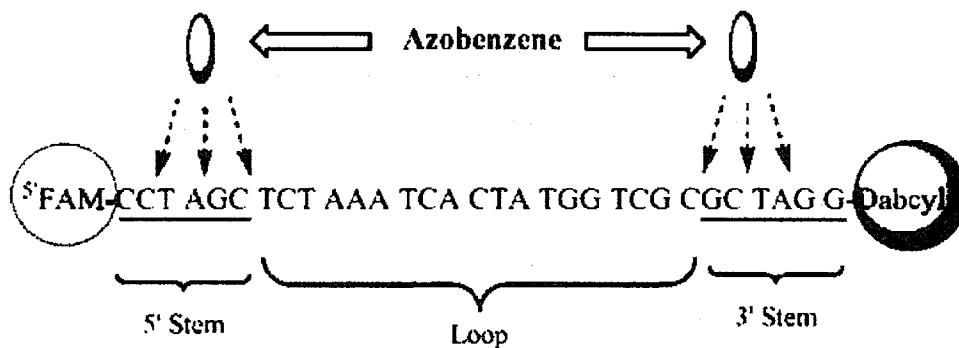 Azobenzene
5'FAM-CCT AGC TCT AAA TCA CTA TGG TCG CGC TAG G-Dabcyl
5' Stem
Loop
3' Stem